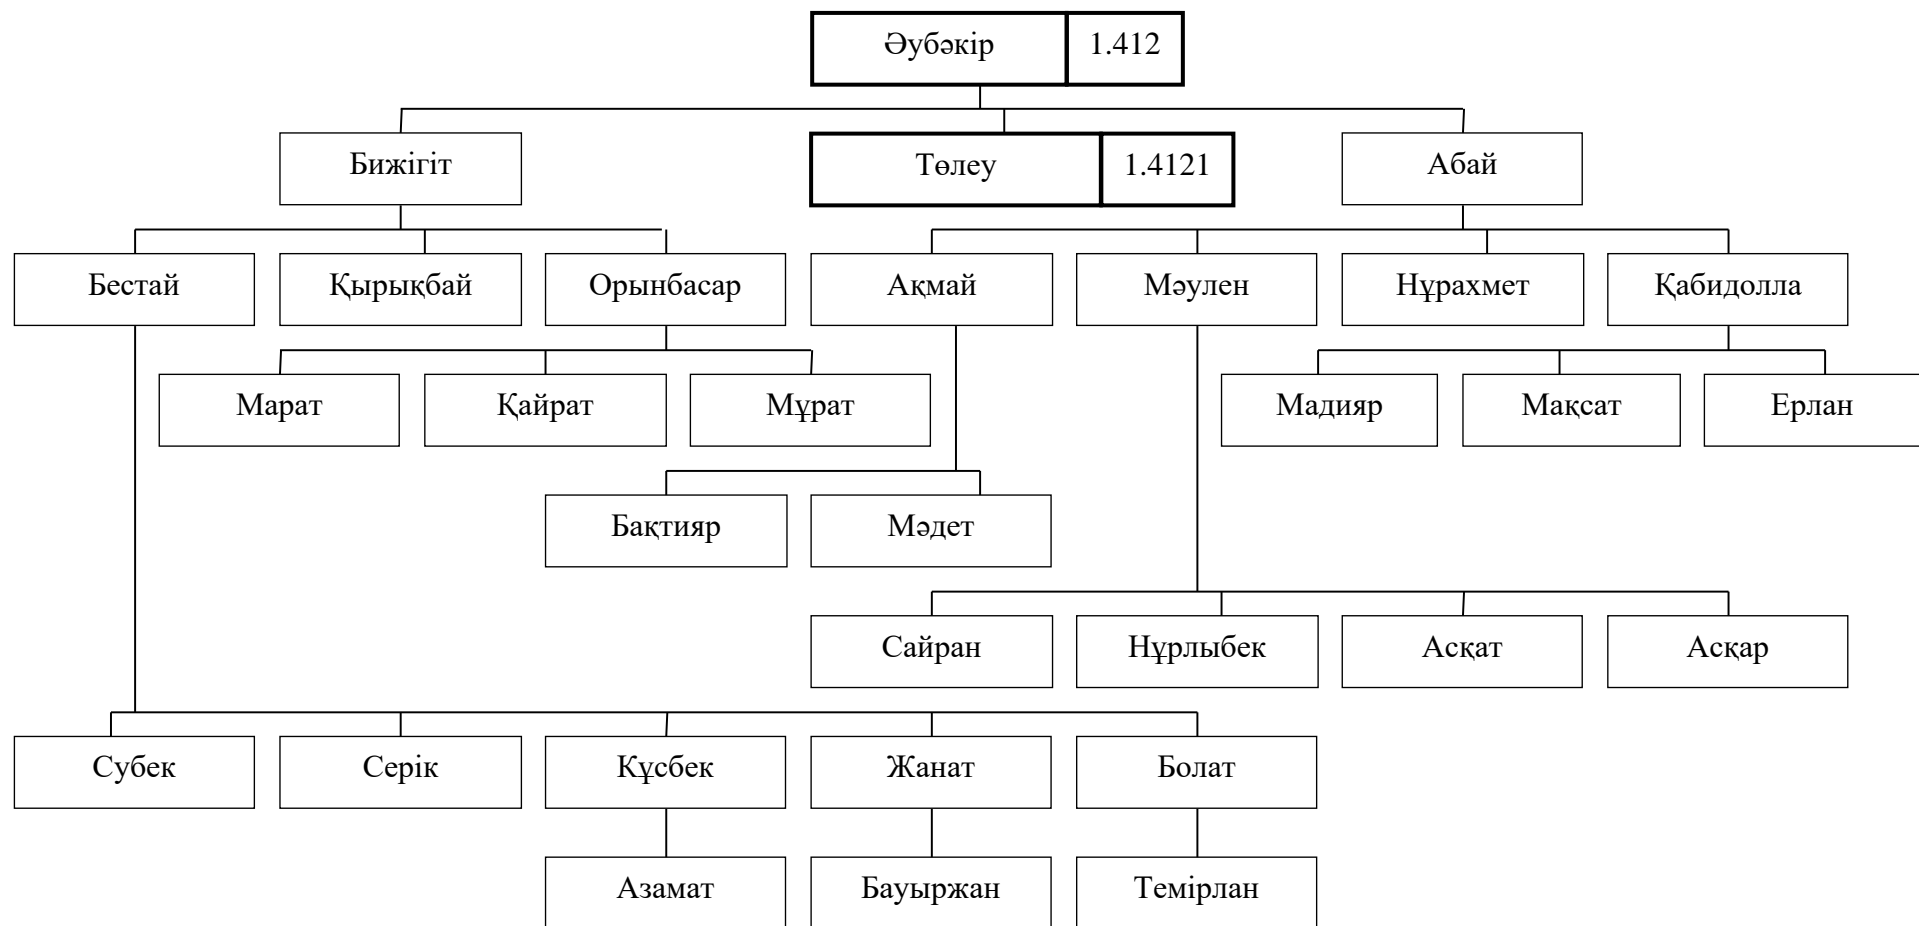 Әубәкір 1.412
Бижігіт Төлеу 1.4121 Абай
Бестай Қырықбай Орынбасар Ақмай Мәулен Нұрахмет Қабидолла
Марат Қайрат Мұрат Мадияр Мақсат Ерлан
Бақтияр Мәдет
Сайран Нұрлыбек Асқат Асқар
Субек Серік Құсбек Жанат Болат
Азамат Бауыржан Темірлан